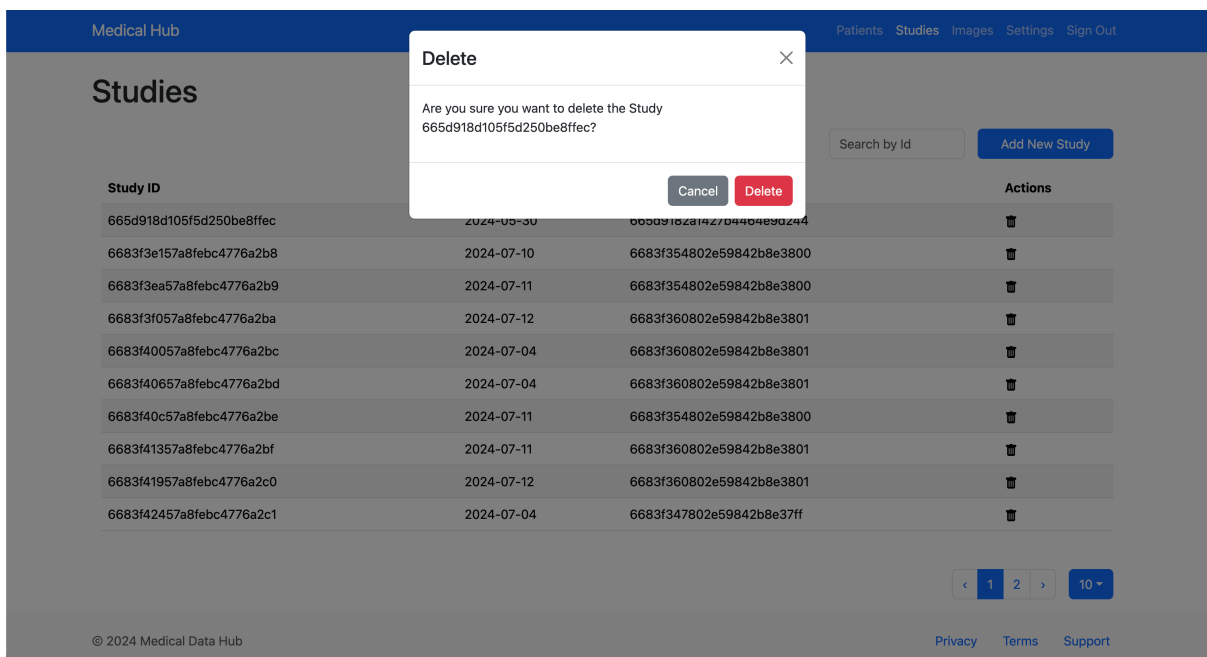 Medical Hub
Patients Studies Images Settings Sign Out
Delete
Studies
Are you sure you want to delete the Study
665d918d105f5d250be8ffec?
Search by Id
Add New Study
Cancel Delete
Study ID Actions
665d918d105f5d250be8ffec 2024-05-30 665d9182a1427b4464e9d244
6683f3e157a8febc4776a2b8 2024-07-10 6683f354802e59842b8e3800
6683f3ea57a8febc4776a2b9 2024-07-11 6683f354802e59842b8e3800
6683f3f057a8febc4776a2ba 2024-07-12 6683f360802e59842b8e3801
6683f40057a8febc4776a2bc 2024-07-04 6683f360802e59842b8e3801
6683f40657a8febc4776a2bd 2024-07-04 6683f360802e59842b8e3801
6683f40c57a8febc4776a2be 2024-07-11 6683f354802e59842b8e3800
6683f41357a8febc4776a2bf 2024-07-11 6683f360802e59842b8e3801
6683f41957a8febc4776a2c0 2024-07-12 6683f360802e59842b8e3801
6683f42457a8febc4776a2c1 2024-07-04 6683f347802e59842b8e37ff
‹ 1 2 › 10
© 2024 Medical Data Hub
Privacy Terms Support